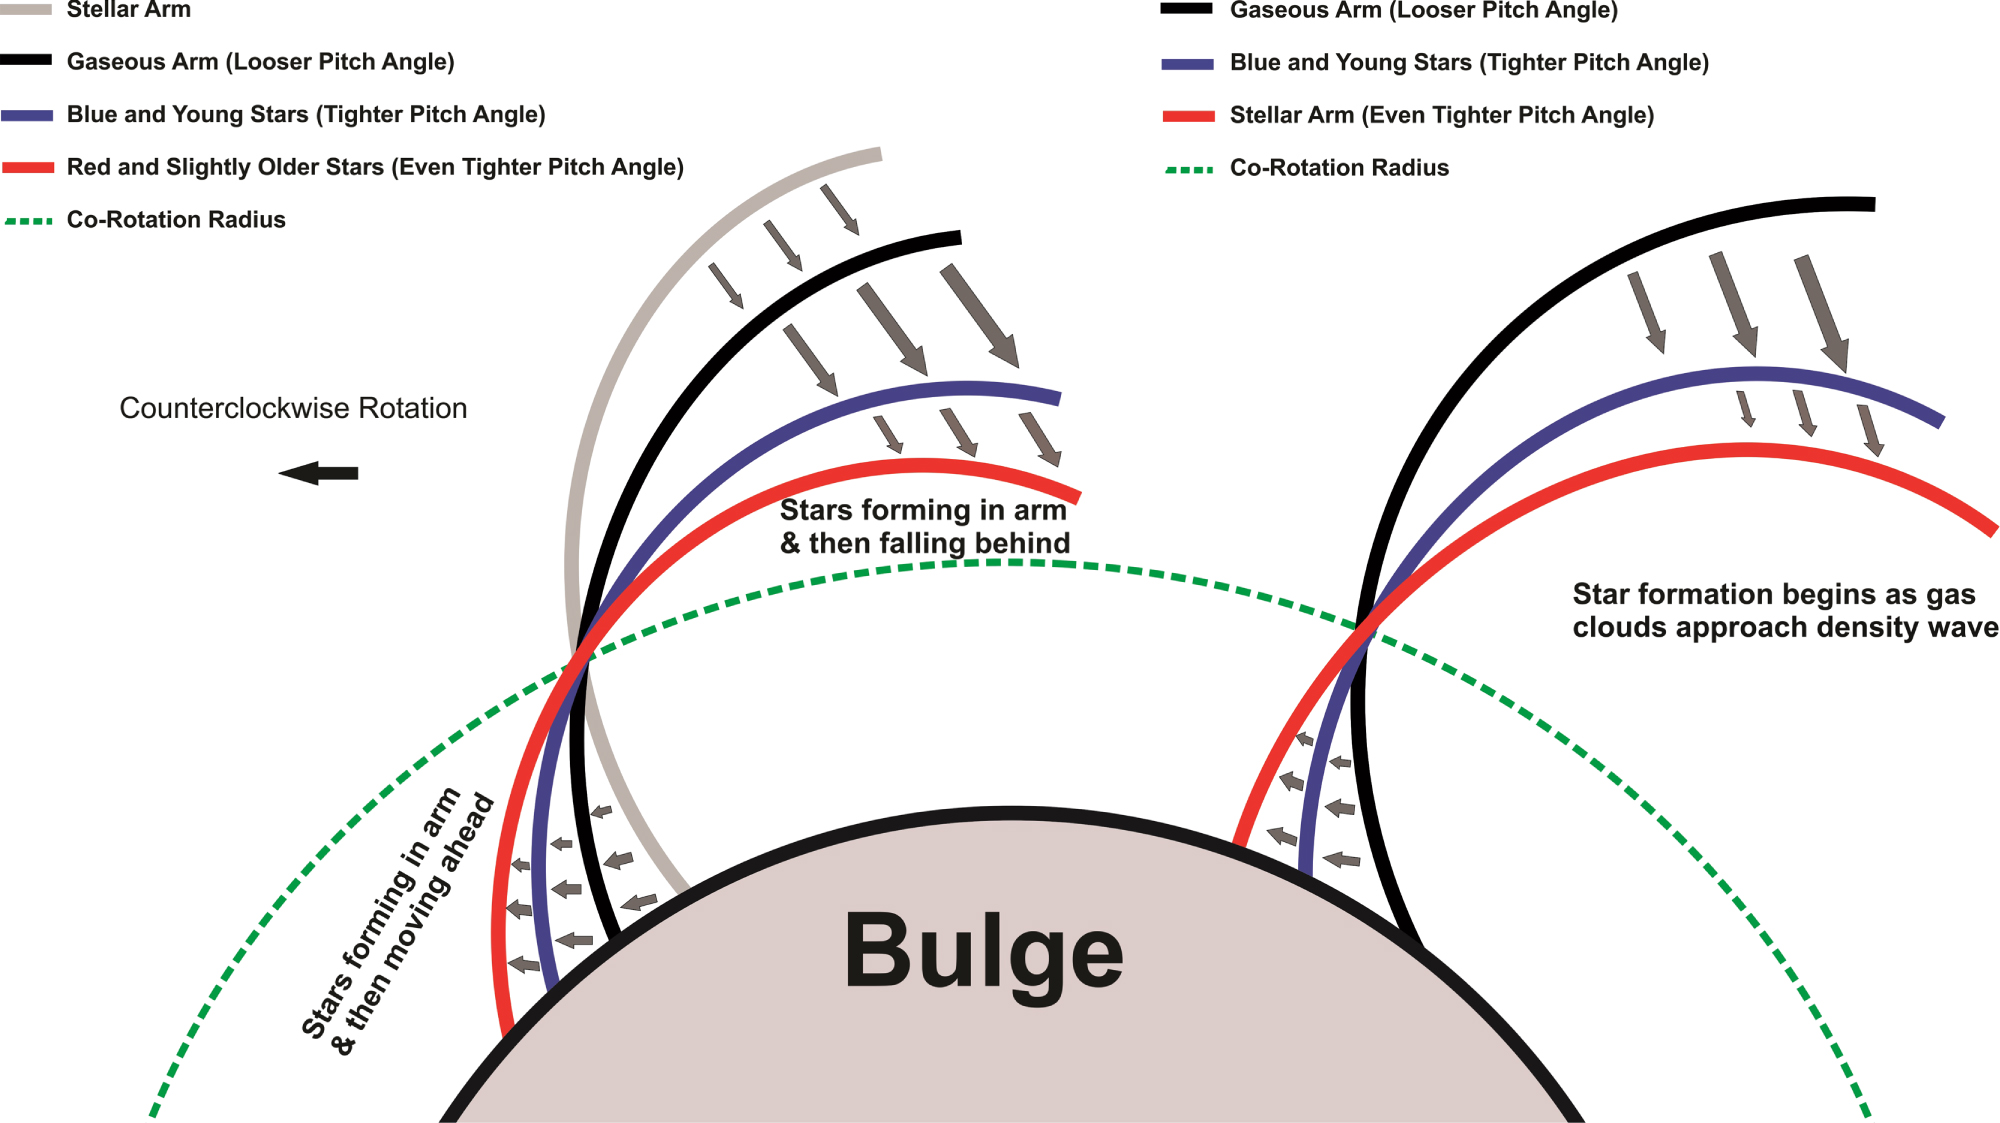 Stellar Arm
Gaseous Arm (Looser Pitch Angle)
Blue and Young Stars (Tighter Pitch Angle)
Red and Slightly Older Stars (Even Tighter Pitch Angle)
Co-Rotation Radius
Gaseous Arm (Looser Pitch Angle)
Blue and Young Stars (Tighter Pitch Angle)
Stellar Arm (Even Tighter Pitch Angle)
Co-Rotation Radius
Counterclockwise Rotation
Stars forming in arm
& then falling behind
Star formation begins as gas
clouds approach density wave
Stars forming in arm
& then moving ahead
Bulge